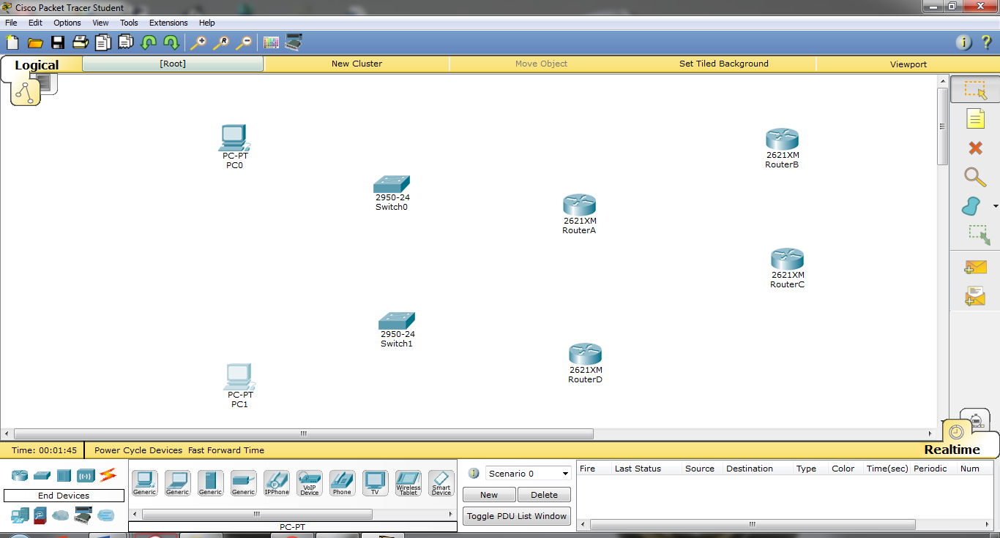 Cisco Packet Tracer Student
File Edit Options View Tools Extensions Help
Logical [Root] New Cluster Move Object Set Tiled Background Viewport
PC-PT
PC0
2950-24
Switch0
2621XM
RouterB
2621XM
RouterA
2621XM
RouterC
2950-24
Switch1
2621XM
RouterD
PC-PT
PC1
Time: 00:01:45 Power Cycle Devices Fast Forward Time Realtime
End Devices
Generic Generic Generic Generic IPPhone VoIP Device Phone TV Wireless Tablet Smart Device
PC-PT
Scenario 0
New Delete
Toggle PDU List Window
Fire Last Status Source Destination Type Color Time(sec) Periodic Num